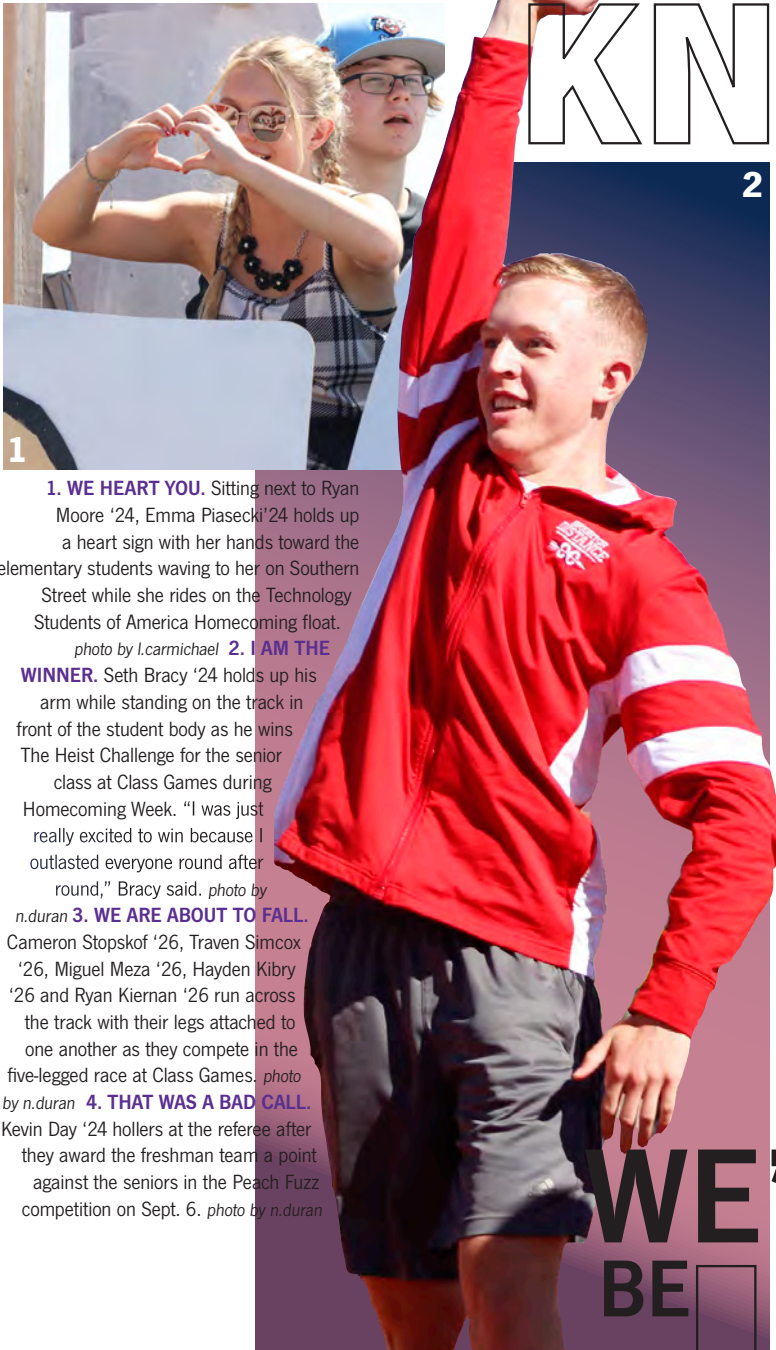 KN
2
1
1. WE HEART YOU. Sitting next to Ryan
Moore ‘24, Emma Piasecki’24 holds up
a heart sign with her hands toward the
elementary students waving to her on Southern
Street while she rides on the Technology
Students of America Homecoming float.
photo by l.carmichael 2. I AM THE
WINNER. Seth Bracy ‘24 holds up his
arm while standing on the track in
front of the student body as he wins
The Heist Challenge for the senior
class at Class Games during
Homecoming Week. “I was just
really excited to win because I
outlasted everyone round after
round,” Bracy said. photo by
n.duran 3. WE ARE ABOUT TO FALL.
Cameron Stopskof ‘26, Traven Simcox
‘26, Miguel Meza ‘26, Hayden Kibry
‘26 and Ryan Kiernan ‘26 run across
the track with their legs attached to
one another as they compete in the
five-legged race at Class Games. photo
by n.duran 4. THAT WAS A BAD CALL.
Kevin Day ‘24 hollers at the referee after
they award the freshman team a point
against the seniors in the Peach Fuzz
competition on Sept. 6. photo by n.duran
DISTANCE
WE’
BE